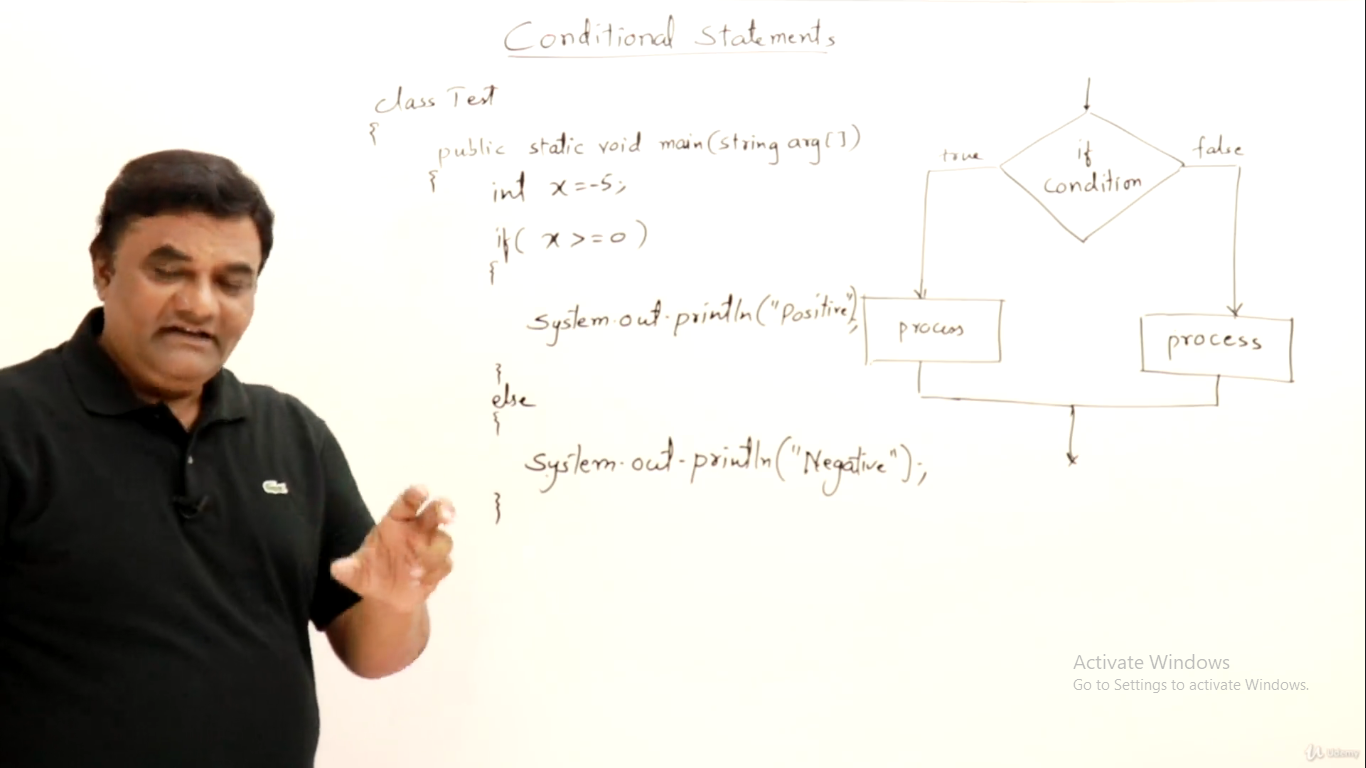 Conditional Statements
class Test
{
public static void main(string arg[])
{
int x=-5;
if( x>=0 )
{
System.out.println("Positive");
}
else
{
System.out.println("Negative");
}
if
condition
true
false
process
process
Activate Windows
Go to Settings to activate Windows.
Udemy